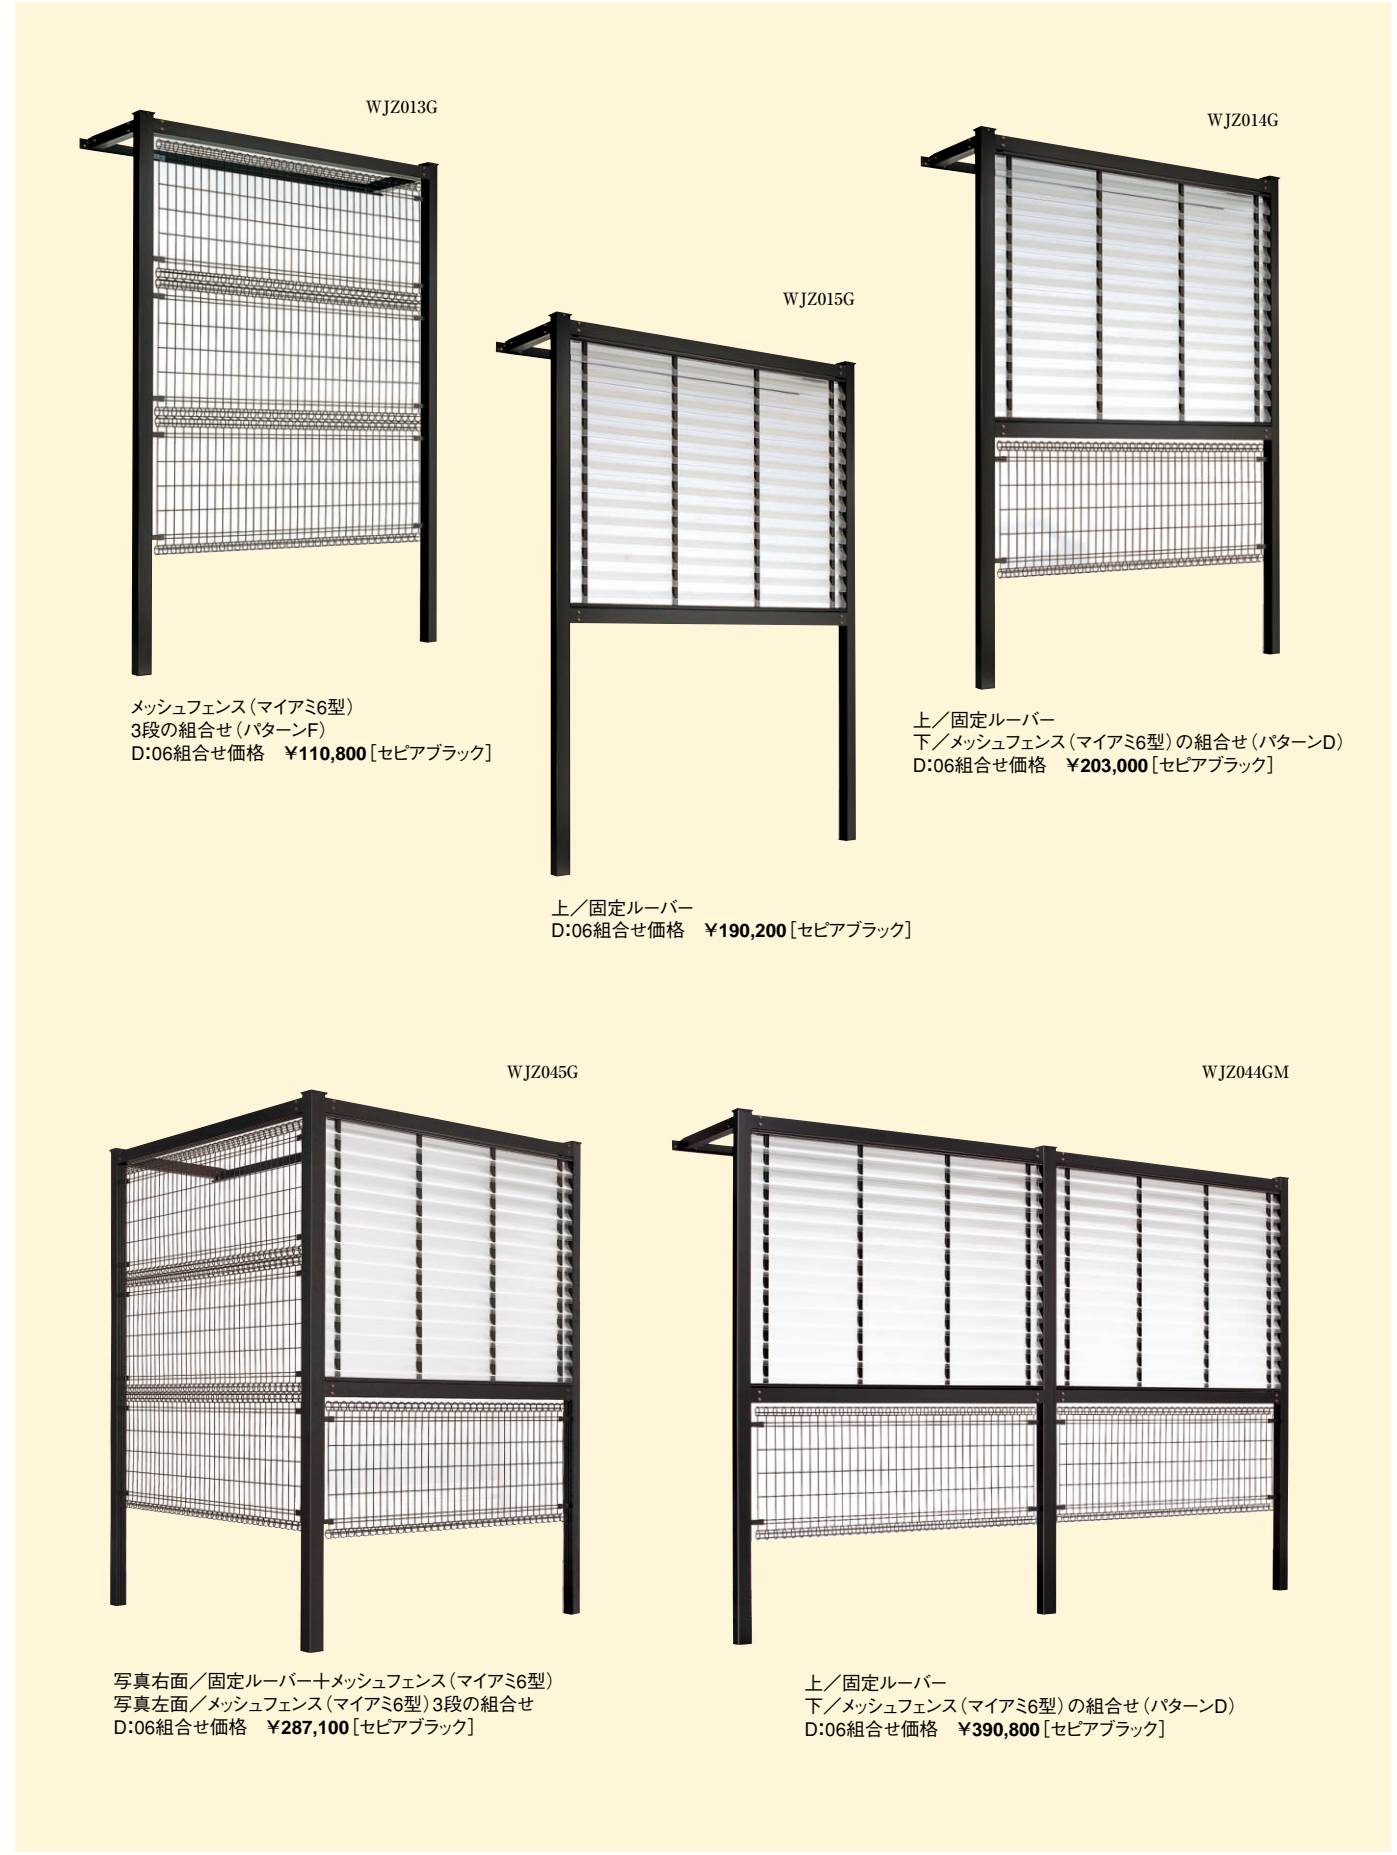 WJZ013G
メッシュフェンス（マイアミ6型）
3段の組合せ（パターンF）
D:06組合せ価格　¥110,800［セピアブラック］
WJZ014G
上／固定ルーバー
下／メッシュフェンス（マイアミ6型）の組合せ（パターンD）
D:06組合せ価格　¥203,000［セピアブラック］
WJZ015G
上／固定ルーバー
D:06組合せ価格　¥190,200［セピアブラック］
WJZ045G
写真右面／固定ルーバー＋メッシュフェンス（マイアミ6型）
写真左面／メッシュフェンス（マイアミ6型）3段の組合せ
D:06組合せ価格　¥287,100［セピアブラック］
WJZ044GM
上／固定ルーバー
下／メッシュフェンス（マイアミ6型）の組合せ（パターンD）
D:06組合せ価格　¥390,800［セピアブラック］